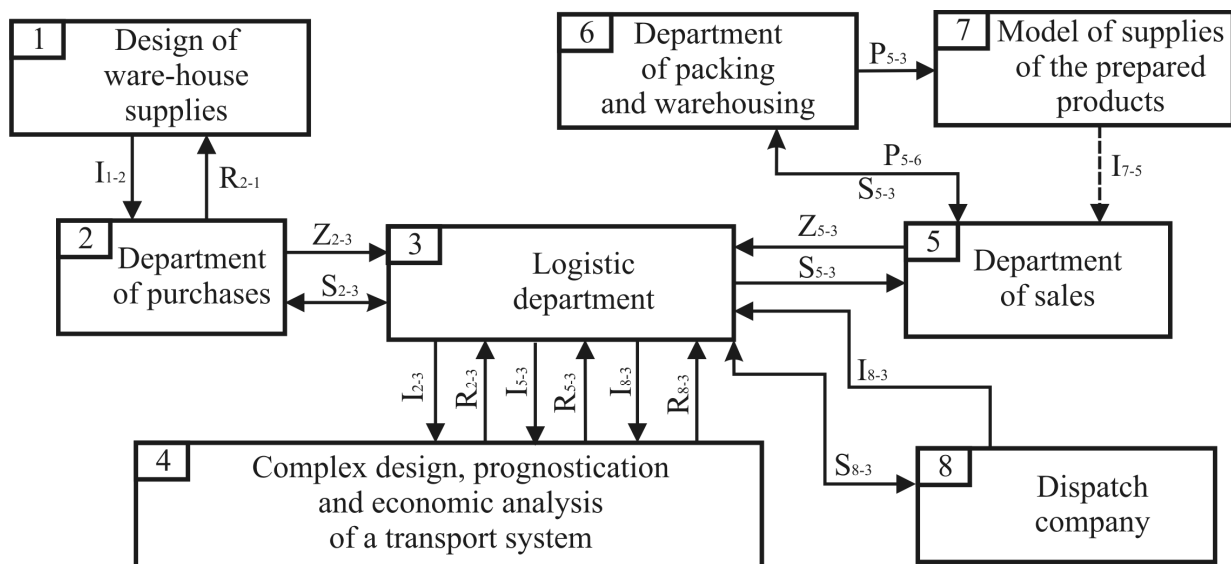 1
Design of
ware-house
supplies
6
Department
of packing
and warehousing
P5-3
7
Model of supplies
of the prepared
products
I1-2
R2-1
P5-6
S5-3
I7-5
2
Department
of purchases
Z2-3
S2-3
3
Logistic
department
Z5-3
S5-3
5
Department
of sales
I2-3
R2-3
I5-3
R5-3
I8-3
R8-3
I8-3
S8-3
4
Complex design, prognostication
and economic analysis
of a transport system
8
Dispatch
company